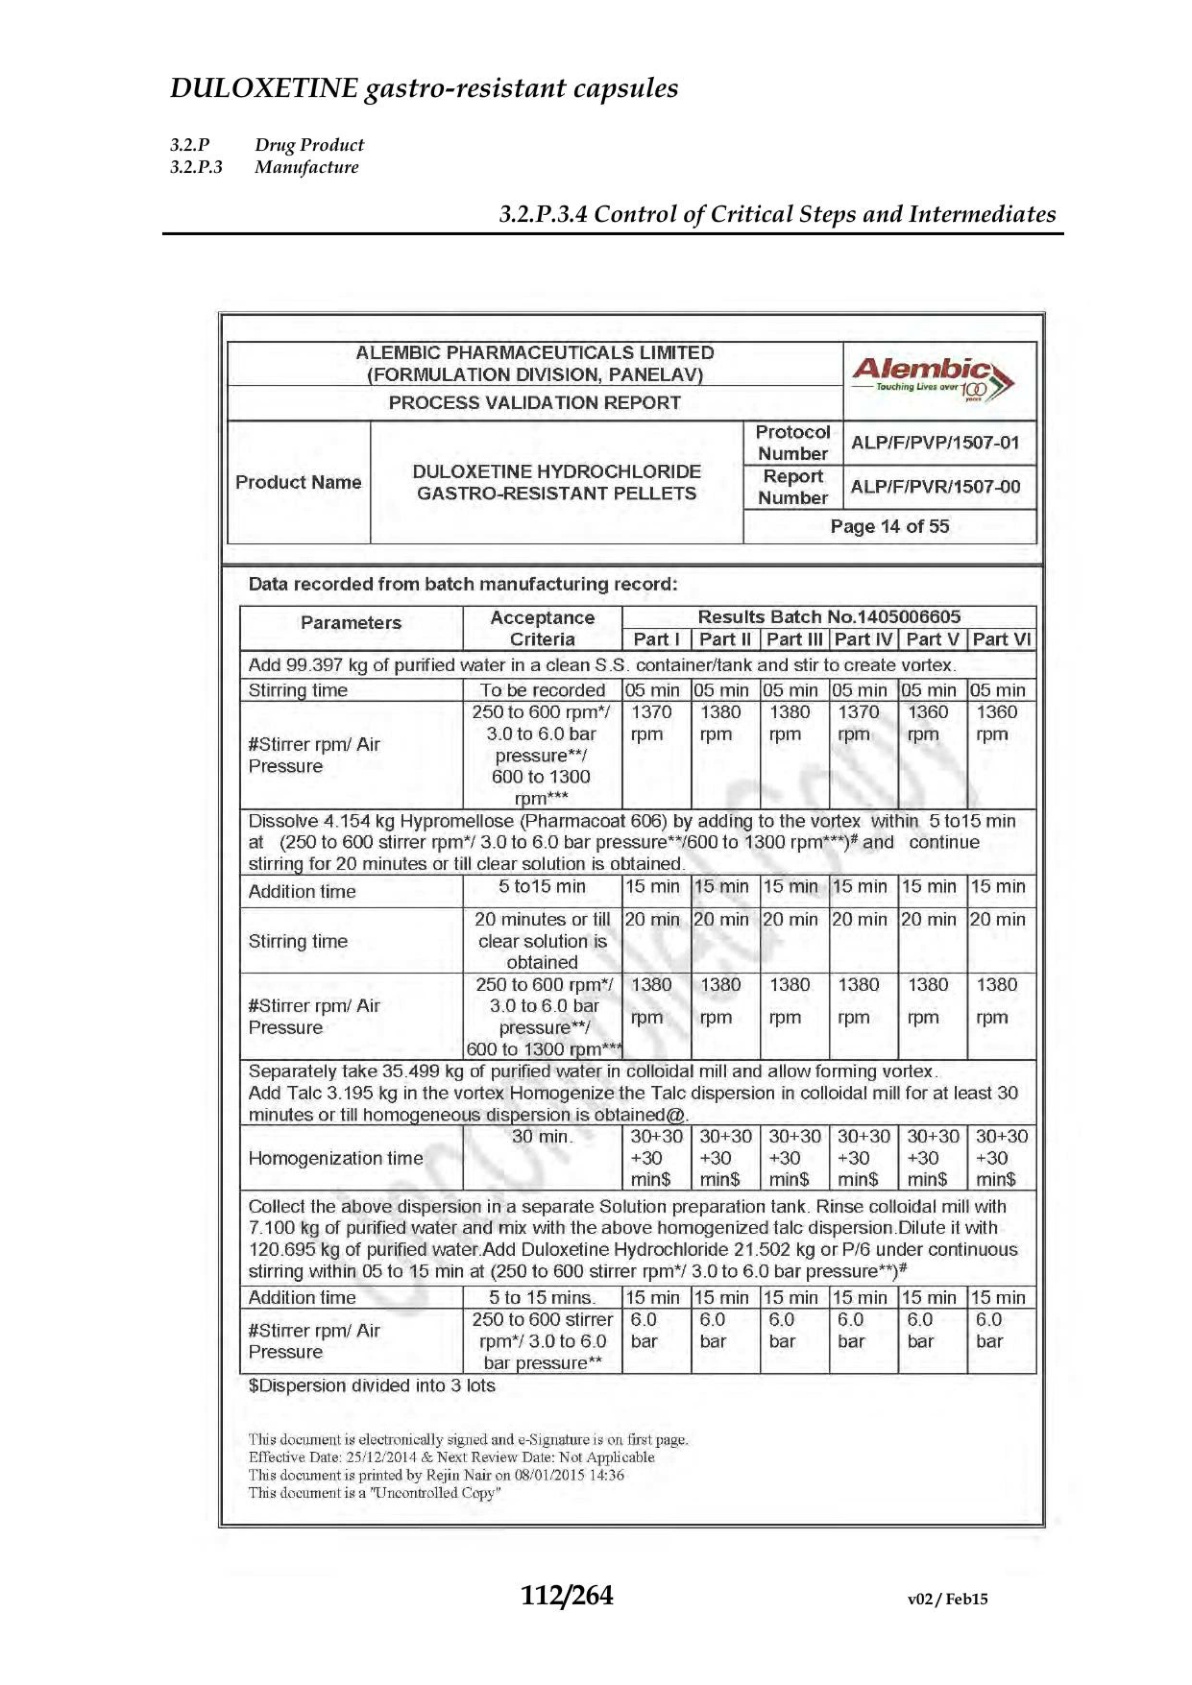 DULOXETINE gastro-resistant capsules
3.2.P Drug Product
3.2.P.3 Manufacture
3.2.P.3.4 Control of Critical Steps and Intermediates
ALEMBIC PHARMACEUTICALS LIMITED
(FORMULATION DIVISION, PANELAV)
PROCESS VALIDATION REPORT
Alembic
Touching Lives over 100 years
Product Name
DULOXETINE HYDROCHLORIDE
GASTRO-RESISTANT PELLETS
Protocol
Number
ALP/F/PVP/1507-01
Report
Number
ALP/F/PVR/1507-00
Page 14 of 55
Data recorded from batch manufacturing record:
Parameters
Acceptance
Criteria
Results Batch No.1405006605
Part I Part II Part III Part IV Part V Part VI
Add 99.397 kg of purified water in a clean S.S. container/tank and stir to create vortex.
Stirring time To be recorded 05 min 05 min 05 min 05 min 05 min 05 min
#Stirrer rpm/ Air
Pressure
250 to 600 rpm*/
3.0 to 6.0 bar
pressure**/
600 to 1300
rpm***
1370 1380 1380 1370 1360 1360
rpm rpm rpm rpm rpm rpm
Dissolve 4.154 kg Hypromellose (Pharmacoat 606) by adding to the vortex within 5 to15 min
at (250 to 600 stirrer rpm*/ 3.0 to 6.0 bar pressure**/600 to 1300 rpm***)# and continue
stirring for 20 minutes or till clear solution is obtained.
Addition time 5 to15 min 15 min 15 min 15 min 15 min 15 min 15 min
Stirring time
20 minutes or till
clear solution is
obtained
20 min 20 min 20 min 20 min 20 min 20 min
#Stirrer rpm/ Air
Pressure
250 to 600 rpm*/
3.0 to 6.0 bar
pressure**/
600 to 1300 rpm***
1380 1380 1380 1380 1380 1380
rpm rpm rpm rpm rpm rpm
Separately take 35.499 kg of purified water in colloidal mill and allow forming vortex.
Add Talc 3.195 kg in the vortex Homogenize the Talc dispersion in colloidal mill for at least 30
minutes or till homogeneous dispersion is obtained@.
Homogenization time
30 min.
30+30 30+30 30+30 30+30 30+30 30+30
+30 +30 +30 +30 +30 +30
min$ min$ min$ min$ min$ min$
Collect the above dispersion in a separate Solution preparation tank. Rinse colloidal mill with
7.100 kg of purified water and mix with the above homogenized talc dispersion.Dilute it with
120.695 kg of purified water.Add Duloxetine Hydrochloride 21.502 kg or P/6 under continuous
stirring within 05 to 15 min at (250 to 600 stirrer rpm*/ 3.0 to 6.0 bar pressure**)#
Addition time 5 to 15 mins. 15 min 15 min 15 min 15 min 15 min 15 min
#Stirrer rpm/ Air
Pressure
250 to 600 stirrer
rpm*/ 3.0 to 6.0
bar pressure**
6.0 6.0 6.0 6.0 6.0 6.0
bar bar bar bar bar bar
$Dispersion divided into 3 lots
This document is electronically signed and e-Signature is on first page.
Effective Date: 25/12/2014 & Next Review Date: Not Applicable
This document is printed by Rejin Nair on 08/01/2015 14:36
This document is a "Uncontrolled Copy"
Uncontrolled Copy
112/264
v02 / Feb15